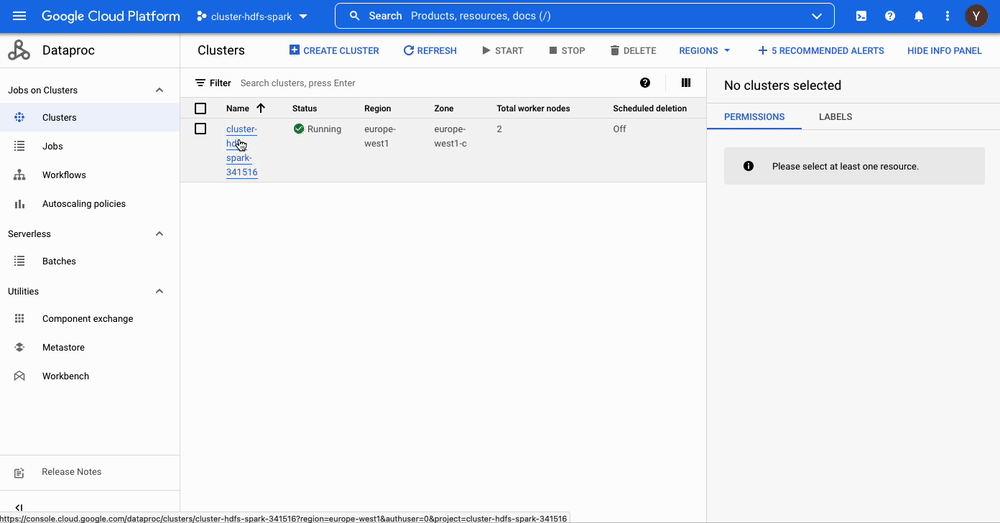 Google Cloud Platform
cluster-hdfs-spark
Search Products, resources, docs (/)
Y
Dataproc
Clusters
CREATE CLUSTER
REFRESH
START
STOP
DELETE
REGIONS
5 RECOMMENDED ALERTS
HIDE INFO PANEL
Jobs on Clusters
Clusters
Jobs
Workflows
Autoscaling policies
Serverless
Batches
Utilities
Component exchange
Metastore
Workbench
Release Notes
Filter Search clusters, press Enter
Name Status Region Zone Total worker nodes Scheduled deletion
cluster-
hdfs-
spark-
341516
Running
europe-
west1
europe-
west1-c
2
Off
No clusters selected
PERMISSIONS LABELS
Please select at least one resource.
https://console.cloud.google.com/dataproc/clusters/cluster-hdfs-spark-341516?region=europe-west1&authuser=0&project=cluster-hdfs-spark-341516